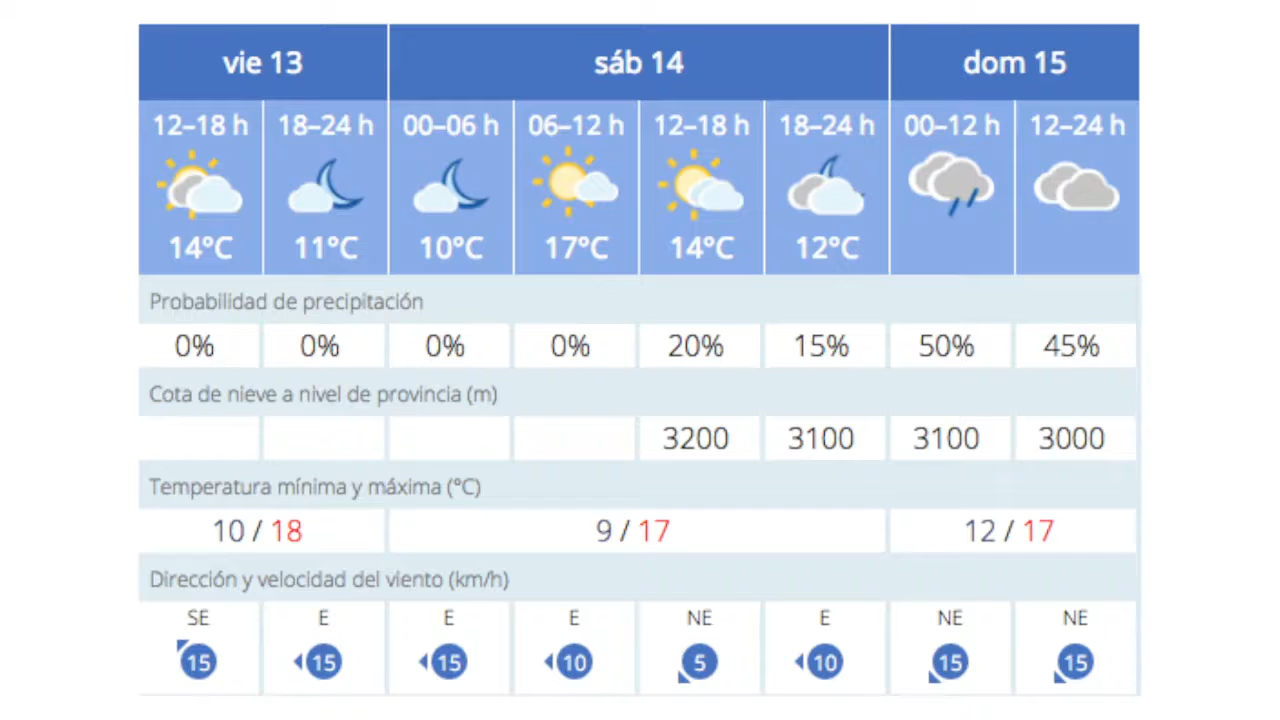 vie 13 sáb 14 dom 15
12–18 h 18–24 h 00–06 h 06–12 h 12–18 h 18–24 h 00–12 h 12–24 h
14°C 11°C 10°C 17°C 14°C 12°C
Probabilidad de precipitación
0% 0% 0% 0% 20% 15% 50% 45%
Cota de nieve a nivel de provincia (m)
3200 3100 3100 3000
Temperatura mínima y máxima (°C)
10 / 18 9 / 17 12 / 17
Dirección y velocidad del viento (km/h)
SE E E E NE E NE NE
15 15 15 10 5 10 15 15